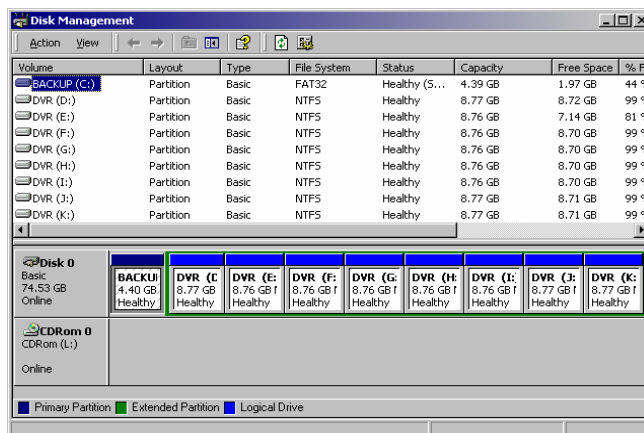 Disk Management
Action View
Volume Layout Type File System Status Capacity Free Space % F
BACKUP (C:) Partition Basic FAT32 Healthy (S... 4.39 GB 1.97 GB 44 %
DVR (D:) Partition Basic NTFS Healthy 8.77 GB 8.72 GB 99 %
DVR (E:) Partition Basic NTFS Healthy 8.76 GB 7.14 GB 81 %
DVR (F:) Partition Basic NTFS Healthy 8.76 GB 8.70 GB 99 %
DVR (G:) Partition Basic NTFS Healthy 8.76 GB 8.70 GB 99 %
DVR (H:) Partition Basic NTFS Healthy 8.76 GB 8.70 GB 99 %
DVR (I:) Partition Basic NTFS Healthy 8.76 GB 8.70 GB 99 %
DVR (J:) Partition Basic NTFS Healthy 8.77 GB 8.71 GB 99 %
DVR (K:) Partition Basic NTFS Healthy 8.77 GB 8.71 GB 99 %
Disk 0
Basic
74.53 GB
Online
BACKUI DVR (D DVR (E: DVR (F: DVR (G: DVR (H: DVR (I: DVR (J: DVR (K:
4.40 GB 8.77 GB 8.76 GB 8.76 GB 8.76 GB 8.76 GB 8.76 GB 8.77 GB 8.77 GB
Healthy Healthy Healthy Healthy Healthy Healthy Healthy Healthy Healthy
CDRom 0
CDRom (L:)
Online
Primary Partition Extended Partition Logical Drive